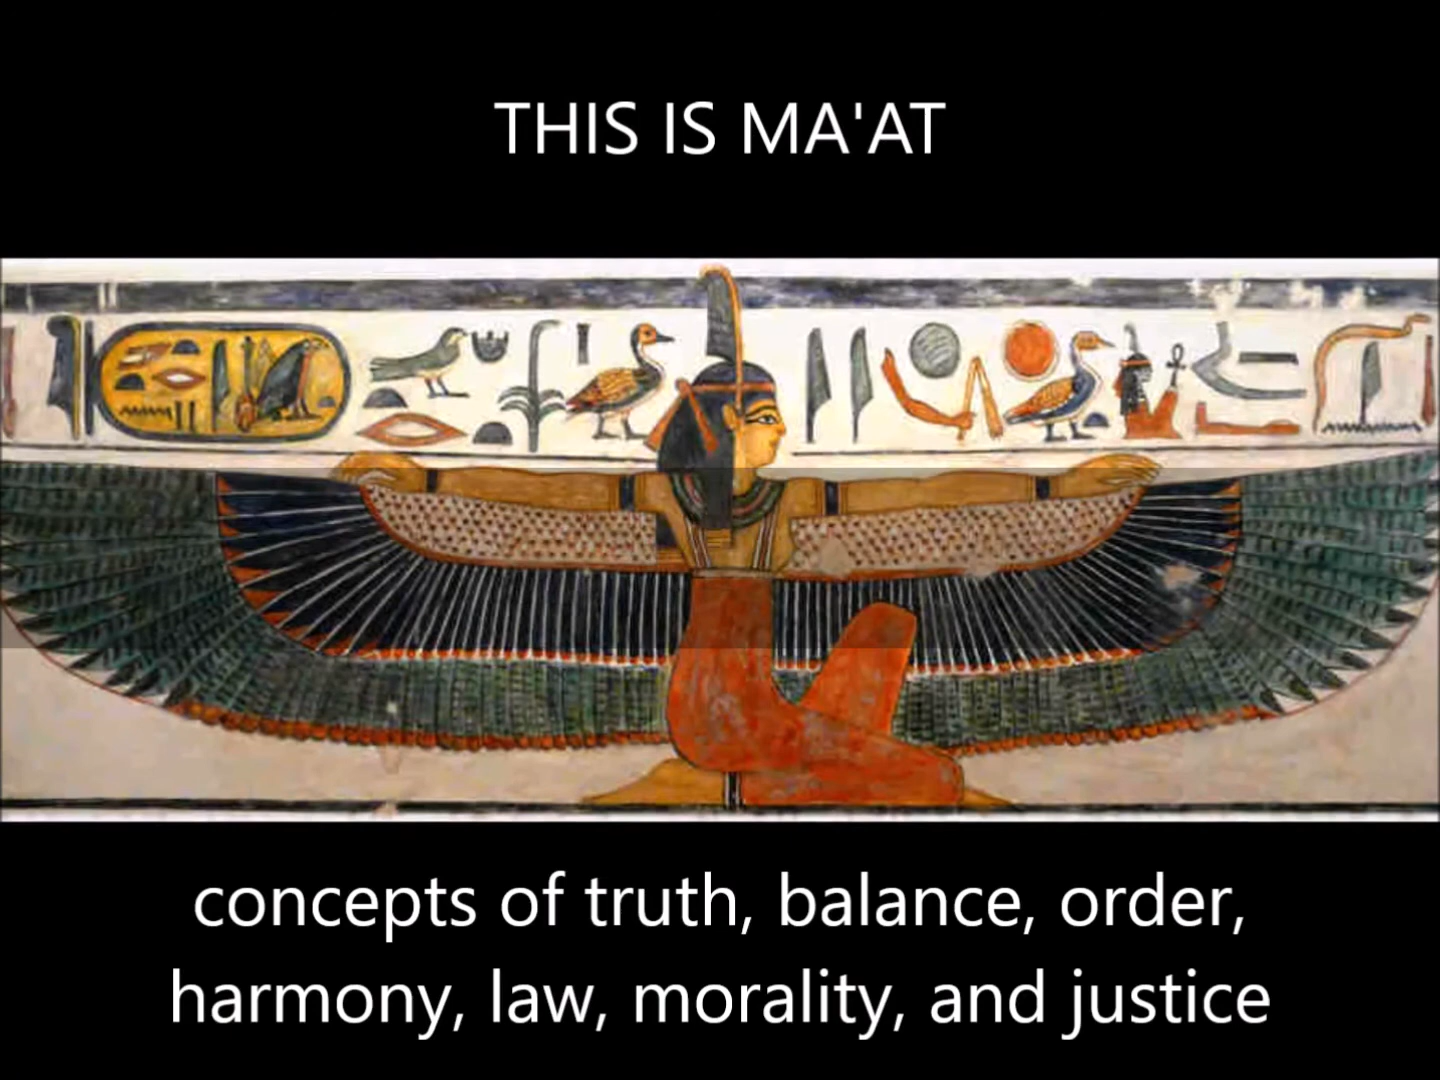 THIS IS MA'AT
concepts of truth, balance, order,
harmony, law, morality, and justice